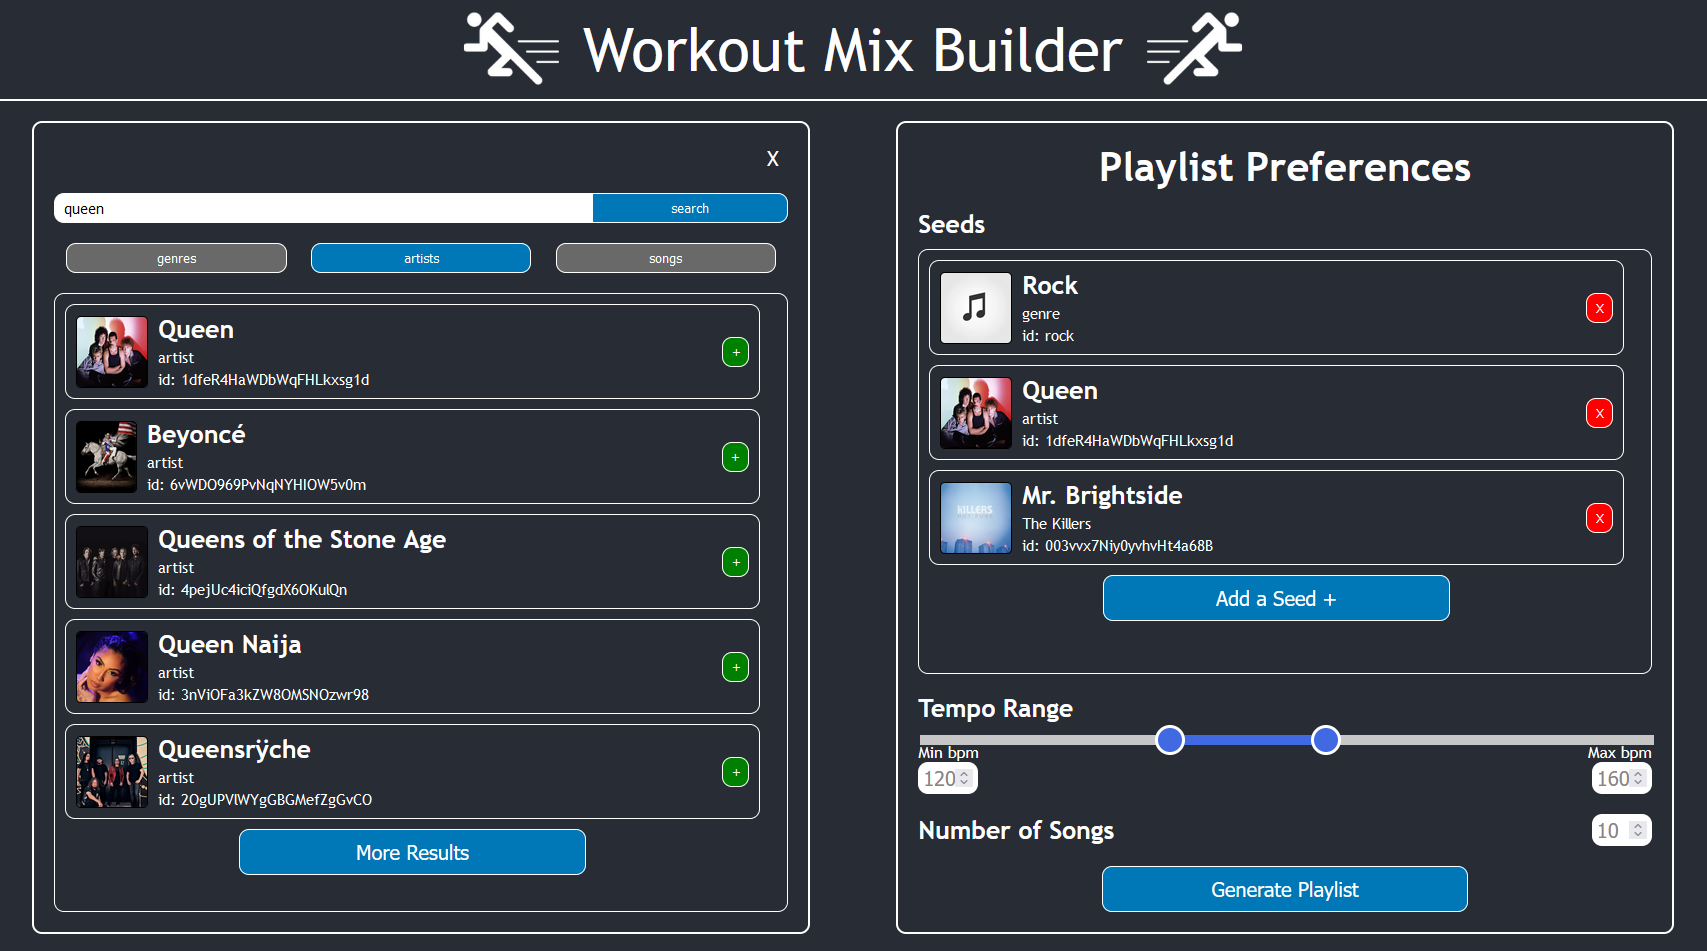 Workout Mix Builder
X
queen
search
genres
artists
songs
Queen
artist
id: 1dfeR4HaWDbWqFHLkxsg1d
+
Beyoncé
artist
id: 6vWDO969PvNqNYHIOW5v0m
+
Queens of the Stone Age
artist
id: 4pejUc4iciQfgdX6OKulQn
+
Queen Naija
artist
id: 3nViOFa3kZW8OMSNOzwr98
+
Queensrÿche
artist
id: 2OgUPVlWYgGBGMefZgGvCO
+
More Results
Playlist Preferences
Seeds
Rock
genre
id: rock
X
Queen
artist
id: 1dfeR4HaWDbWqFHLkxsg1d
X
KILLERS
Mr. Brightside
The Killers
id: 003vvx7Niy0yvhvHt4a68B
X
Add a Seed +
Tempo Range
Min bpm
Max bpm
120
160
Number of Songs
10
Generate Playlist